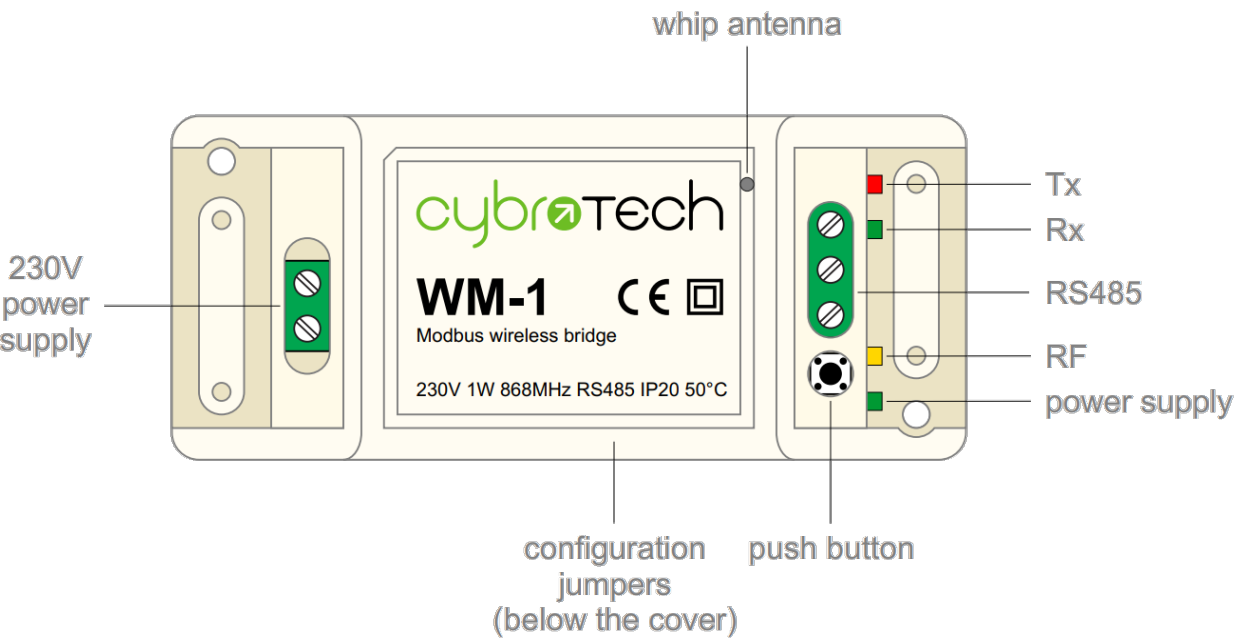 whip antenna
cybrotech
WM-1 CE
Modbus wireless bridge
230V 1W 868MHz RS485 IP20 50°C
230V
power
supply
Tx
Rx
RS485
RF
power supply
configuration
jumpers
(below the cover)
push button